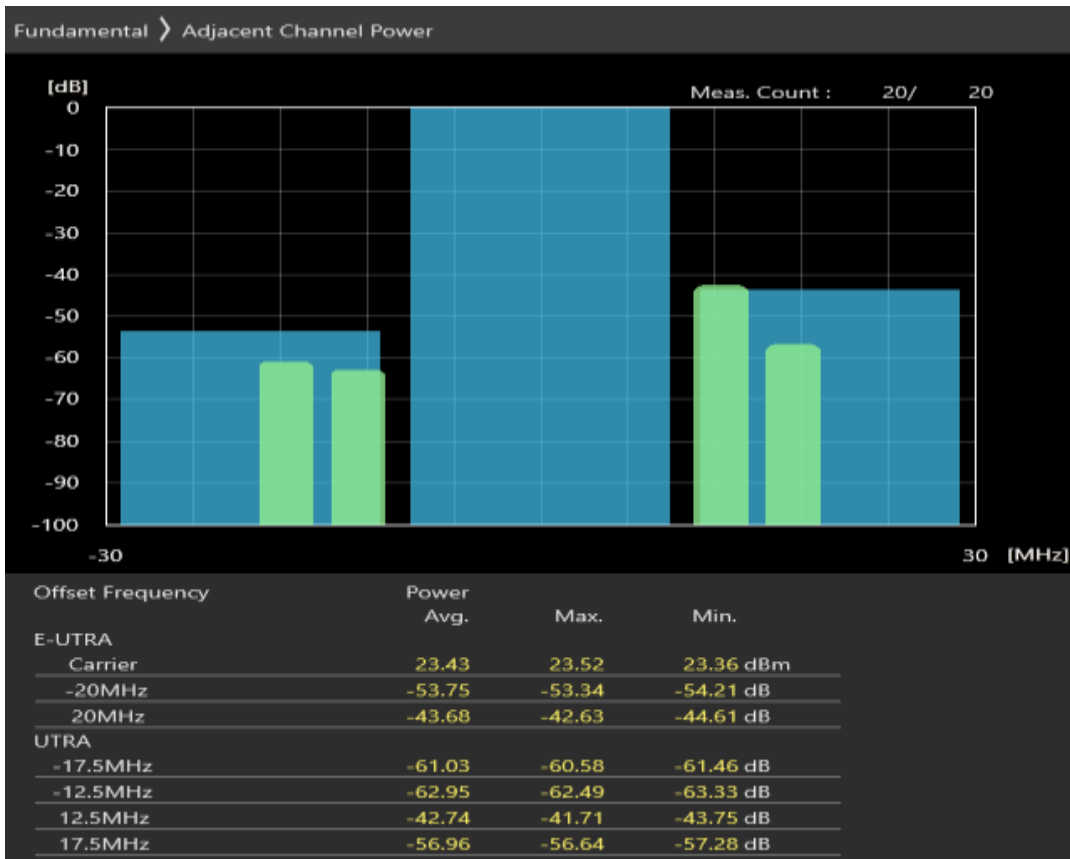 Fundamental ❯ Adjacent Channel Power
[dB]
Meas. Count : 20/ 20
0
-10
-20
-30
-40
-50
-60
-70
-80
-90
-100
-30 30 [MHz]
Offset Frequency Power
Avg. Max. Min.
E-UTRA
Carrier 23.43 23.52 23.36 dBm
-20MHz -53.75 -53.34 -54.21 dB
20MHz -43.68 -42.63 -44.61 dB
UTRA
-17.5MHz -61.03 -60.58 -61.46 dB
-12.5MHz -62.95 -62.49 -63.33 dB
12.5MHz -42.74 -41.71 -43.75 dB
17.5MHz -56.96 -56.64 -57.28 dB